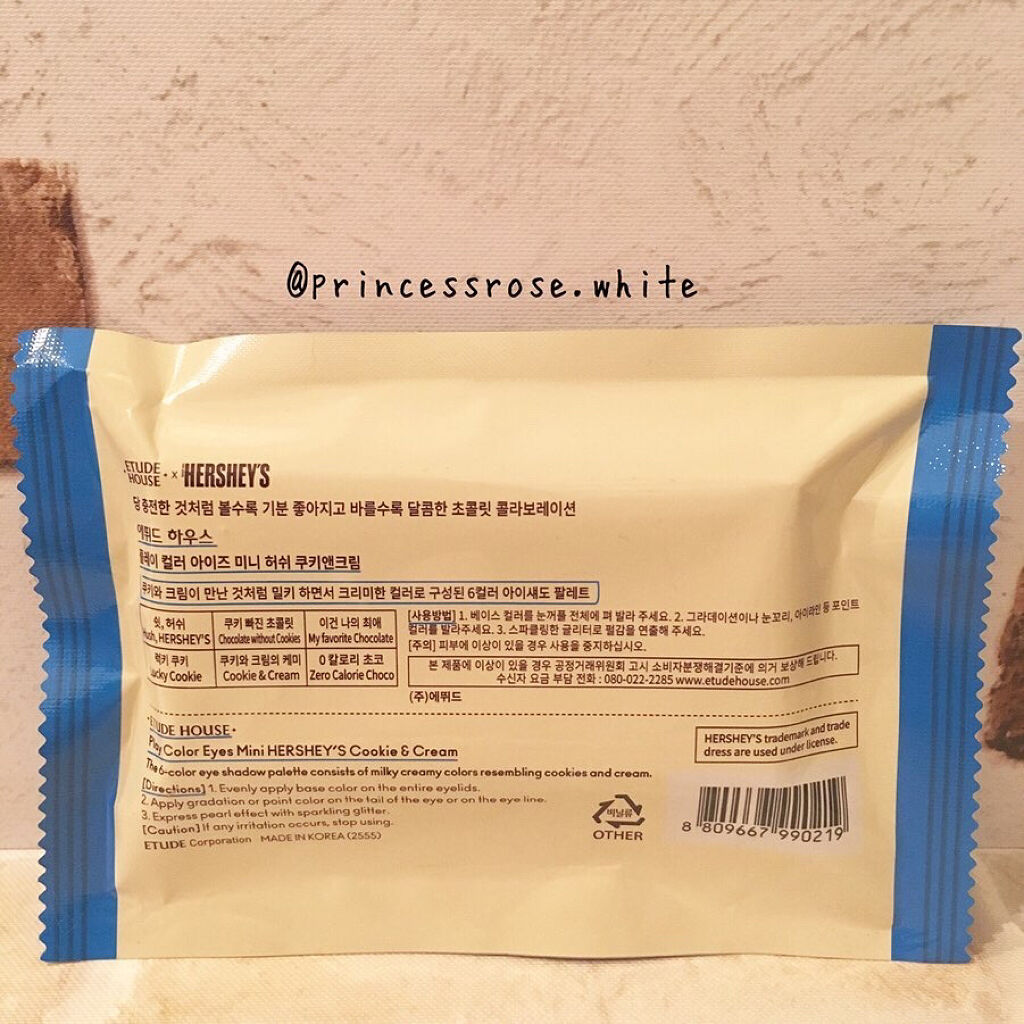 @princessrose.white
ETUDE HOUSE x HERSHEY'S
당 충전한 것처럼 볼수록 기분 좋아지고 바를수록 달콤한 초콜릿 콜라보레이션
에뛰드 하우스
플레이 컬러 아이즈 미니 허쉬 쿠키앤크림
쿠키와 크림이 만난 것처럼 밀키 하면서 크리미한 컬러로 구성된 6컬러 아이섀도 팔레트
쉿, 허쉬 쿠키 빠진 초콜릿 이건 나의 최애
Huuh, HERSHEY'S Chocolate without Cookies My favorite Chocolate
럭키 쿠키 쿠키와 크림의 케미 0 칼로리 초코
Lucky Cookie Cookie & Cream Zero Calorie Choco
[사용방법] 1. 베이스 컬러를 눈꺼풀 전체에 펴 발라 주세요. 2. 그라데이션이나 눈꼬리, 아이라인 등 포인트
컬러를 발라주세요. 3. 스파클링한 글리터로 펄감을 연출해 주세요.
[주의] 피부에 이상이 있을 경우 사용을 중지하십시오.
본 제품에 이상이 있을 경우 공정거래위원회 고시 소비자분쟁해결기준에 의거 보상해 드립니다.
수신자 요금 부담 전화 : 080-022-2285 www.etudehouse.com
(주)에뛰드
ETUDE HOUSE
Play Color Eyes Mini HERSHEY'S Cookie & Cream
The 6-color eye shadow palette consists of milky creamy colors resembling cookies and cream.
[Directions] 1. Evenly apply base color on the entire eyelids.
2. Apply gradation or point color on the tail of the eye or on the eye line.
3. Express pearl effect with sparkling glitter.
[Caution] If any irritation occurs, stop using.
ETUDE Corporation MADE IN KOREA (2555)
HERSHEY'S trademark and trade
dress are used under license.
비닐류
OTHER
8 809667 990219